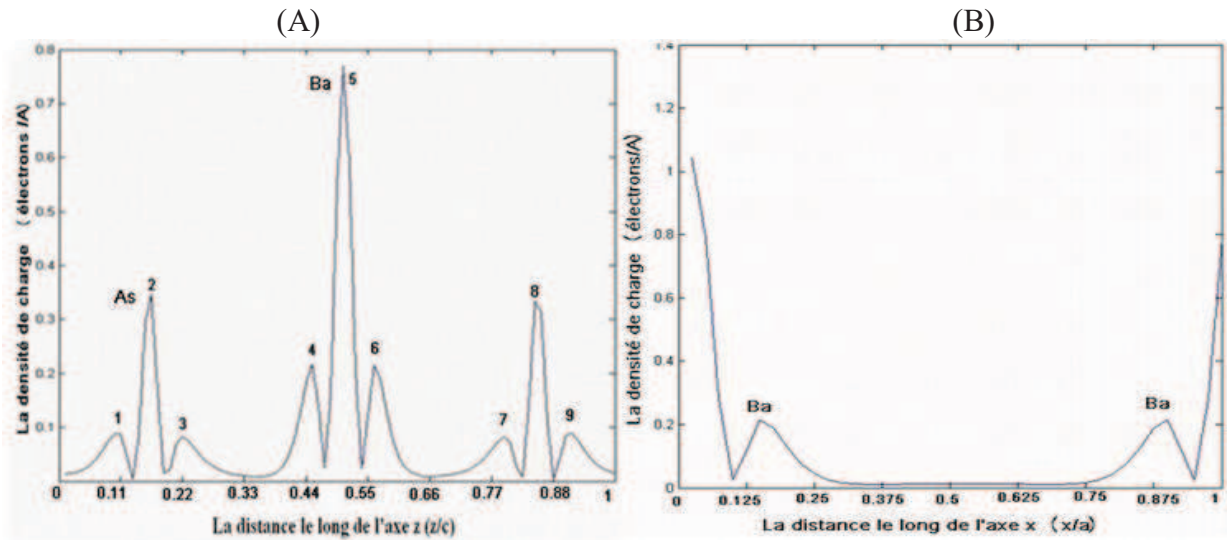 (A)
(B)
0.8
0.7
0.6
0.5
0.4
0.3
0.2
0.1
La densité de charge ( électrons /A)
As
Ba
1
2
3
4
5
6
7
8
9
0 0.11 0.22 0.33 0.44 0.55 0.66 0.77 0.88 1
La distance le long de l'axe z (z/c)
1.4
1.2
1
0.8
0.6
0.4
0.2
0
La densité de charge (électrons/A)
Ba
Ba
0 0.125 0.25 0.375 0.5 0.625 0.75 0.875 1
La distance le long de l'axe x (x/a)